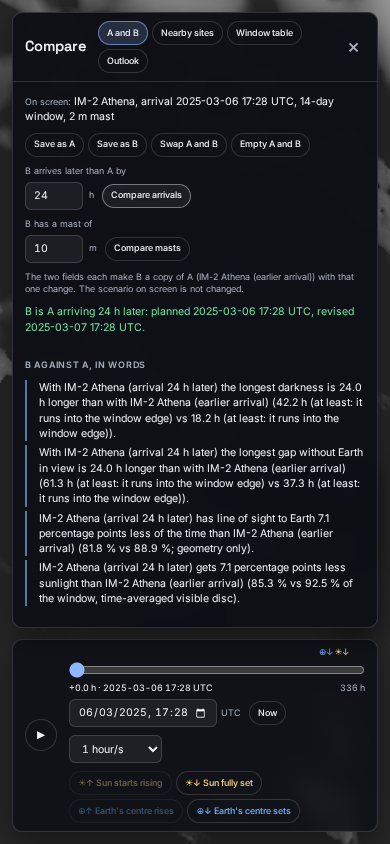 Compare
A and B
Nearby sites
Window table
Outlook
×
On screen: IM-2 Athena, arrival 2025-03-06 17:28 UTC, 14-day
window, 2 m mast
Save as A
Save as B
Swap A and B
Empty A and B
B arrives later than A by
24 h Compare arrivals
B has a mast of
10 m Compare masts
The two fields each make B a copy of A (IM-2 Athena (earlier arrival)) with that
one change. The scenario on screen is not changed.
B is A arriving 24 h later: planned 2025-03-06 17:28 UTC, revised
2025-03-07 17:28 UTC.
B AGAINST A, IN WORDS
With IM-2 Athena (arrival 24 h later) the longest darkness is 24.0
h longer than with IM-2 Athena (earlier arrival) (42.2 h (at least: it
runs into the window edge) vs 18.2 h (at least: it runs into the
window edge)).
With IM-2 Athena (arrival 24 h later) the longest gap without Earth
in view is 24.0 h longer than with IM-2 Athena (earlier arrival)
(61.3 h (at least: it runs into the window edge) vs 37.3 h (at least:
it runs into the window edge)).
IM-2 Athena (arrival 24 h later) has line of sight to Earth 7.1
percentage points less of the time than IM-2 Athena (earlier
arrival) (81.8 % vs 88.9 %; geometry only).
IM-2 Athena (arrival 24 h later) gets 7.1 percentage points less
sunlight than IM-2 Athena (earlier arrival) (85.3 % vs 92.5 % of
the window, time-averaged visible disc).
⊕↓ ☀↓
+0.0 h · 2025-03-06 17:28 UTC 336 h
06/03/2025, 17:28 UTC Now
1 hour/s
☀↑ Sun starts rising
☀↓ Sun fully set
⊕↑ Earth's centre rises
⊕↓ Earth's centre sets